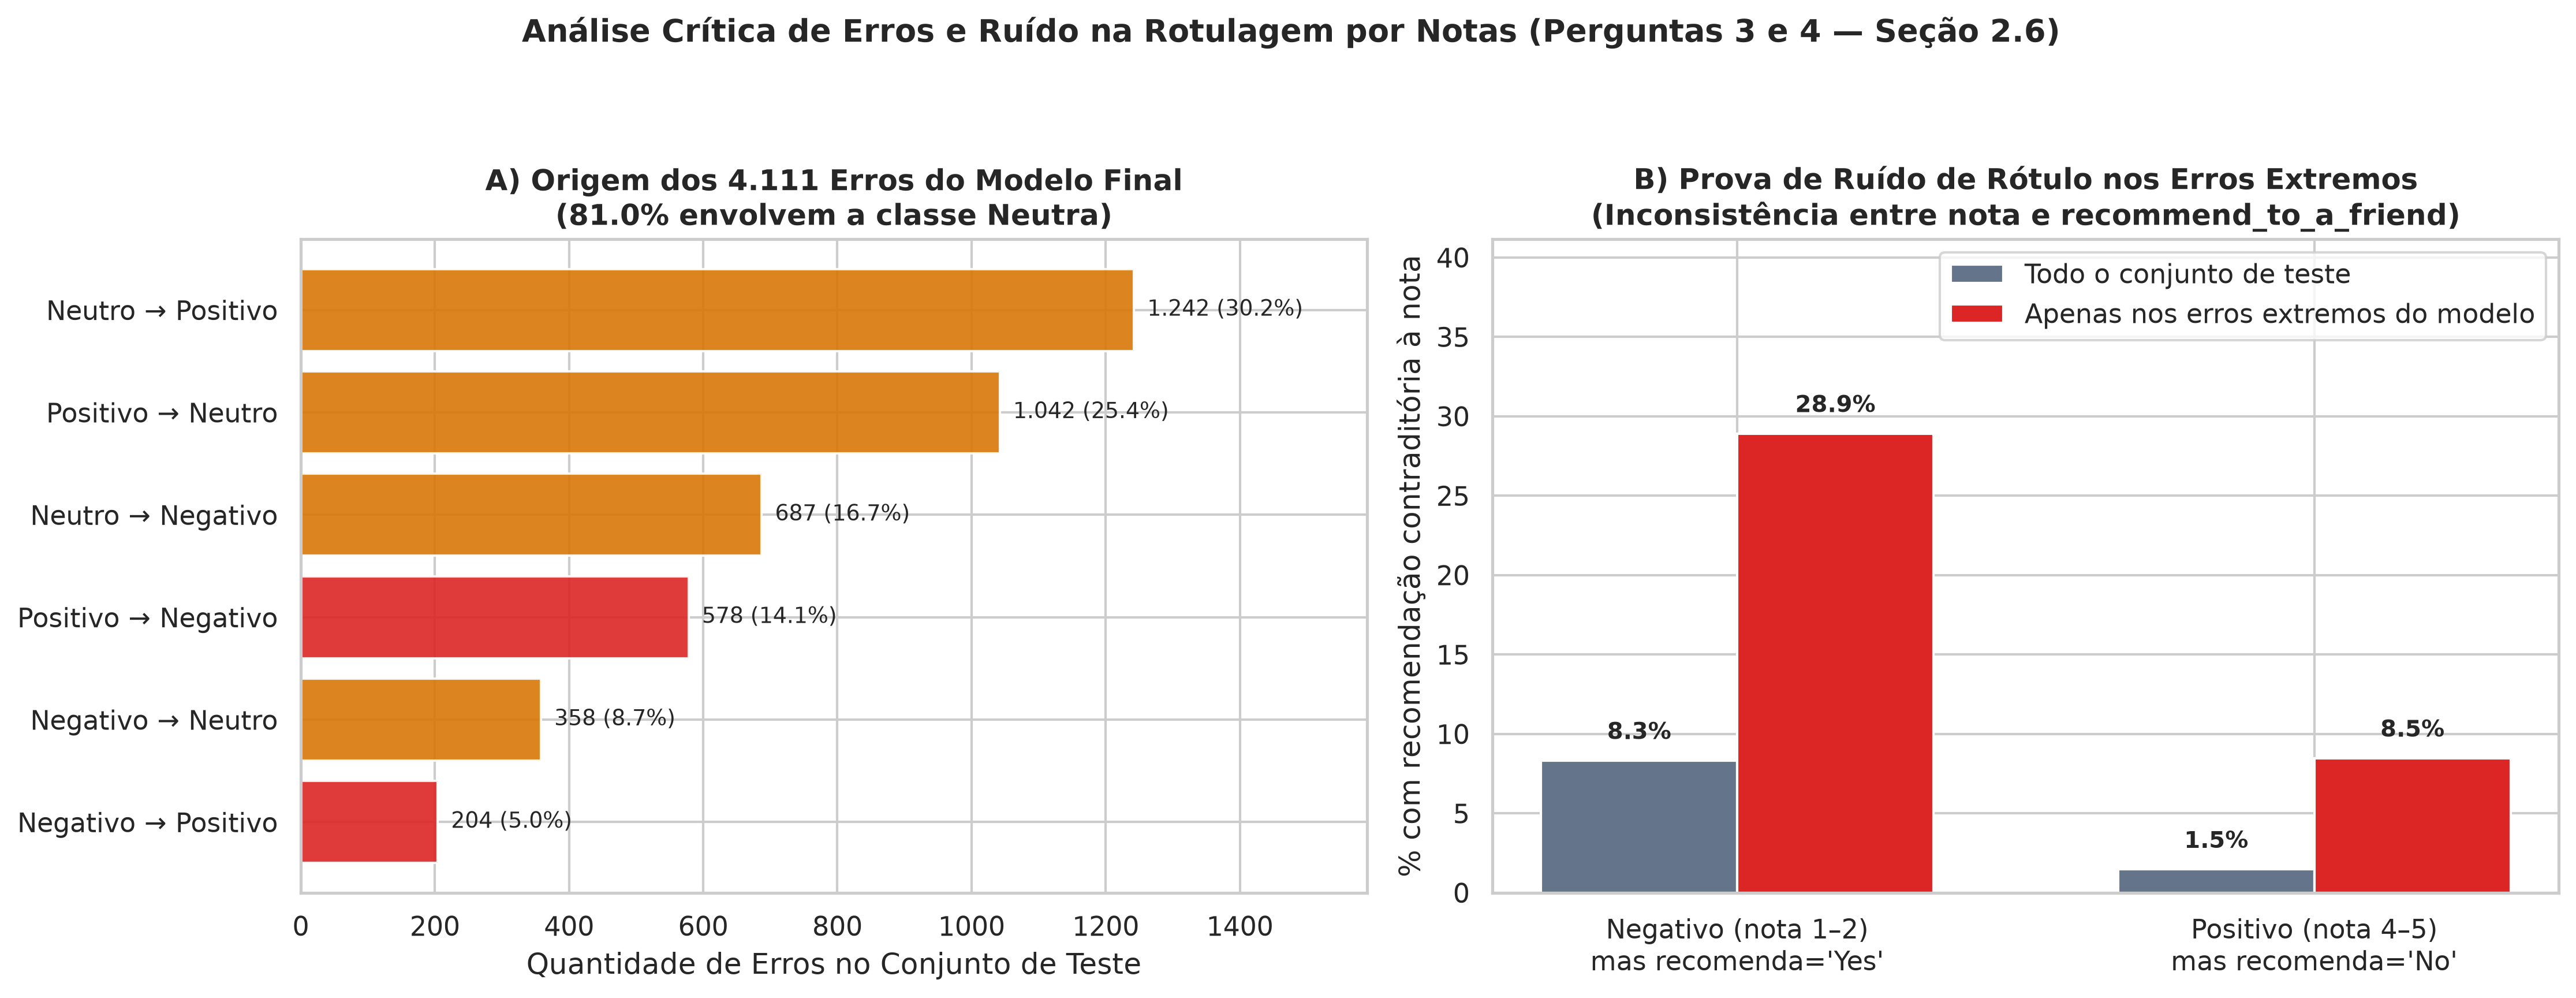 Análise Crítica de Erros e Ruído na Rotulagem por Notas (Perguntas 3 e 4 — Seção 2.6)
A) Origem dos 4.111 Erros do Modelo Final
(81.0% envolvem a classe Neutra)
Neutro → Positivo
1.242 (30.2%)
Positivo → Neutro
1.042 (25.4%)
Neutro → Negativo
687 (16.7%)
Positivo → Negativo
578 (14.1%)
Negativo → Neutro
358 (8.7%)
Negativo → Positivo
204 (5.0%)
0 200 400 600 800 1000 1200 1400
Quantidade de Erros no Conjunto de Teste
B) Prova de Ruído de Rótulo nos Erros Extremos
(Inconsistência entre nota e recommend_to_a_friend)
% com recomendação contraditória à nota
40
35
30
25
20
15
10
5
0
Todo o conjunto de teste
Apenas nos erros extremos do modelo
8.3%
28.9%
1.5%
8.5%
Negativo (nota 1–2)
mas recomenda='Yes'
Positivo (nota 4–5)
mas recomenda='No'